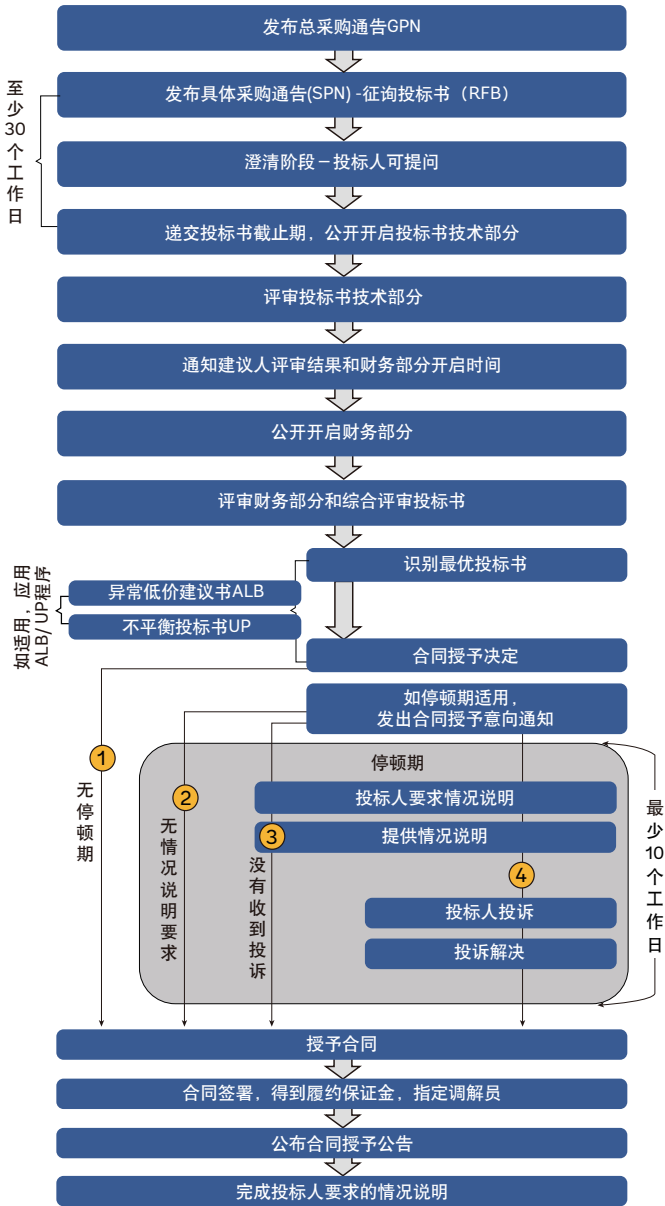 发布总采购通告GPN
至少30个工作日
发布具体采购通告(SPN) -征询投标书（RFB）
澄清阶段－投标人可提问
递交投标书截止期，公开开启投标书技术部分
评审投标书技术部分
通知建议人评审结果和财务部分开启时间
公开开启财务部分
评审财务部分和综合评审投标书
识别最优投标书
如适用，应用
ALB/ UP程序
异常低价建议书ALB
不平衡投标书UP
合同授予决定
如停顿期适用，
发出合同授予意向通知
1
无停顿期
停顿期
2
无情况说明要求
投标人要求情况说明
3
提供情况说明
没有收到投诉
4
投标人投诉
投诉解决
最少10个工作日
授予合同
合同签署，得到履约保证金，指定调解员
公布合同授予公告
完成投标人要求的情况说明